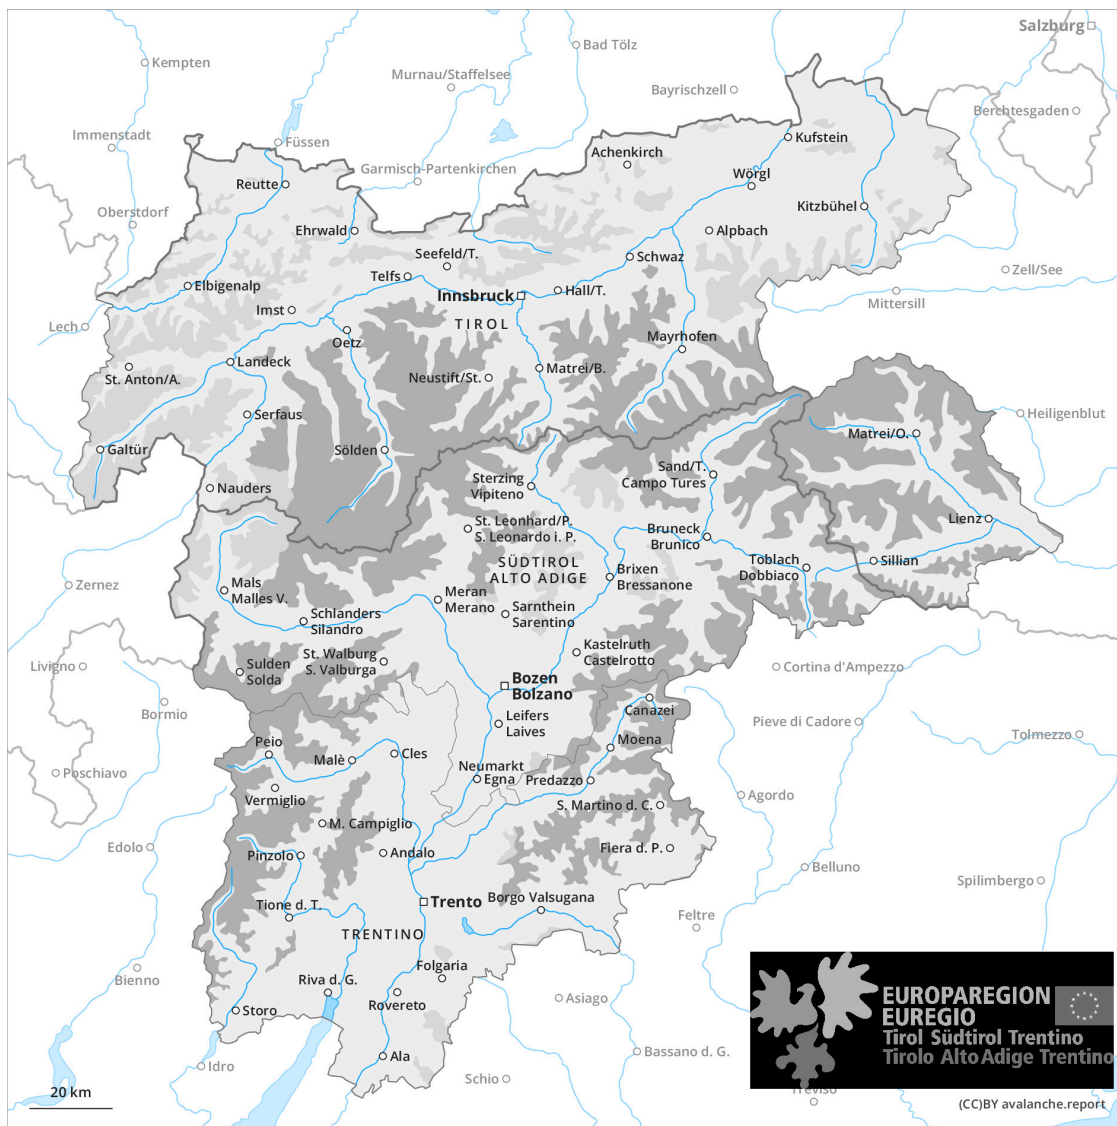 Salzburg
Kempten
Bad Tölz
Murnau/Staffelsee
Bayrischzell
Berchtesgaden
Immenstadt
Füssen
Kufstein
Achenkirch
Garmisch-Partenkirchen
Wörgl
Reutte
Kitzbühel
Oberstdorf
Ehrwald
Alpbach
Seefeld/T.
Schwaz
Telfs
Zell/See
Elbigenalp
Hall/T.
Innsbruck
Mittersill
Imst
TIROL
Lech
Oetz
Mayrhofen
Landeck
Matrei/B.
St. Anton/A.
Neustift/St.
Serfaus
Heiligenblut
Matrei/O.
Galtür
Sölden
Sand/T.
Campo Tures
Sterzing
Vipiteno
Nauders
Lienz
St. Leonhard/P.
S. Leonardo i. P.
Bruneck
Brunico
SÜDTIROL
ALTO ADIGE
Toblach
Dobbiaco
Sillian
Brixen
Bressanone
Zernez
Mals
Malles V.
Meran
Merano
Schlanders
Silandro
Sarnthein
Sarentino
Kastelruth
Castelrotto
St. Walburg
S. Valburga
Livigno
Sulden
Solda
Cortina d'Ampezzo
Bozen
Bolzano
Canazei
Bormio
Leifers
Laives
Pieve di Cadore
Tolmezzo
Moena
Peio
Cles
Malè
Poschiavo
Neumarkt
Egna
Predazzo
Vermiglio
Agordo
S. Martino d. C.
M. Campiglio
Edolo
Fiera d. P.
Andalo
Pinzolo
Belluno
Spilimbergo
Borgo Valsugana
Trento
Tione d. T.
Feltre
TRENTINO
Folgaria
Bienno
Riva d. G.
Rovereto
Asiago
Storo
EUROPAREGION
EUREGIO
Tirol Südtirol Trentino
Tirolo Alto Adige Trentino
Ala
Bassano d. G.
Idro
Schio
Treviso
20 km
(CC)BY avalanche.report